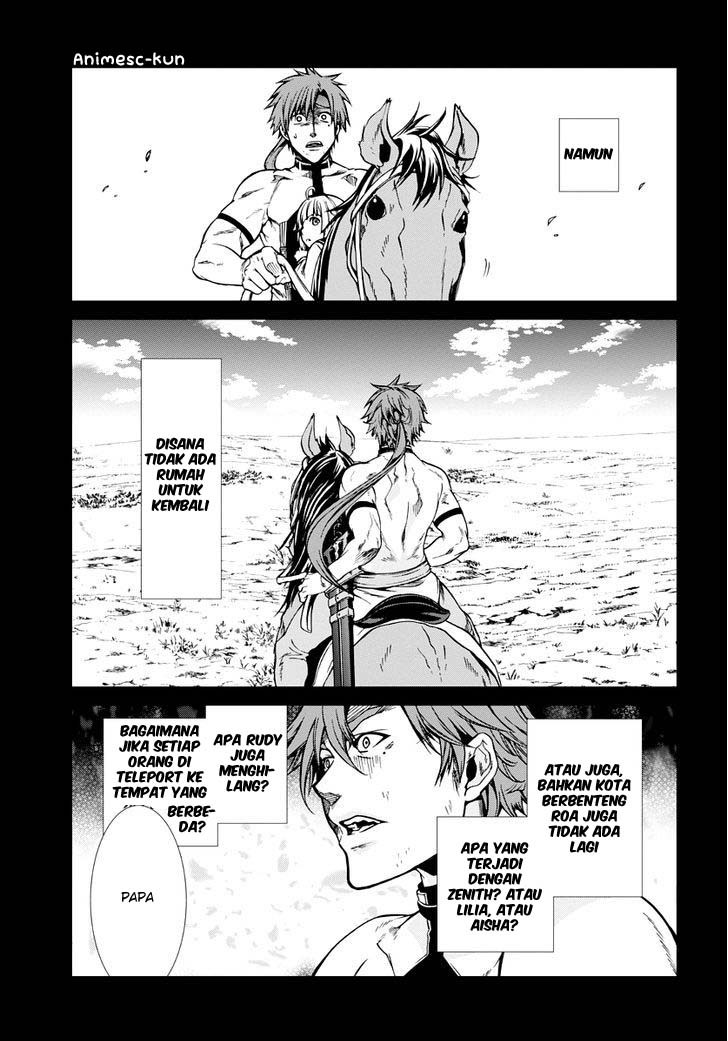 Animesc-kun
NAMUN
DISANA
TIDAK ADA
RUMAH
UNTUK
KEMBALI
ATAU JUGA,
BAHKAN KOTA
BERBENTENG
ROA JUGA
TIDAK ADA
LAGI
APA YANG
TERJADI
DENGAN
ZENITH? ATAU
LILIA, ATAU
AISHA?
APA RUDY
JUGA
MENGHI-
LANG?
BAGAIMANA
JIKA SETIAP
ORANG DI
TELEPORT KE
TEMPAT YANG
BERBE-
DA?
PAPA